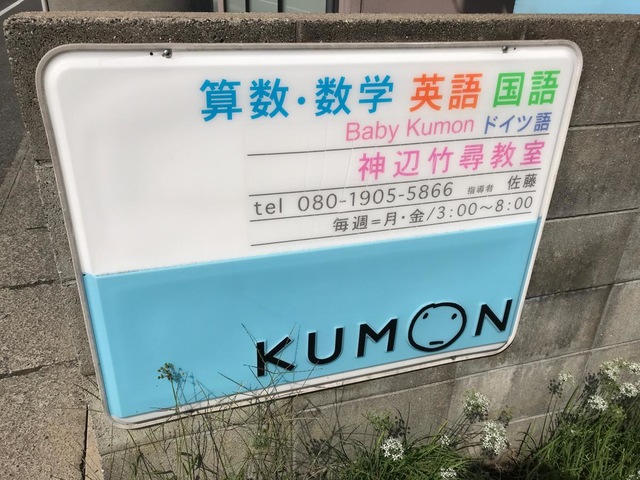 算数・数学 英語 国語
Baby Kumon ドイツ語
神辺竹尋教室
tel 080-1905-5866 指導者 佐藤
毎週=月・金/3:00～8:00
KUMON